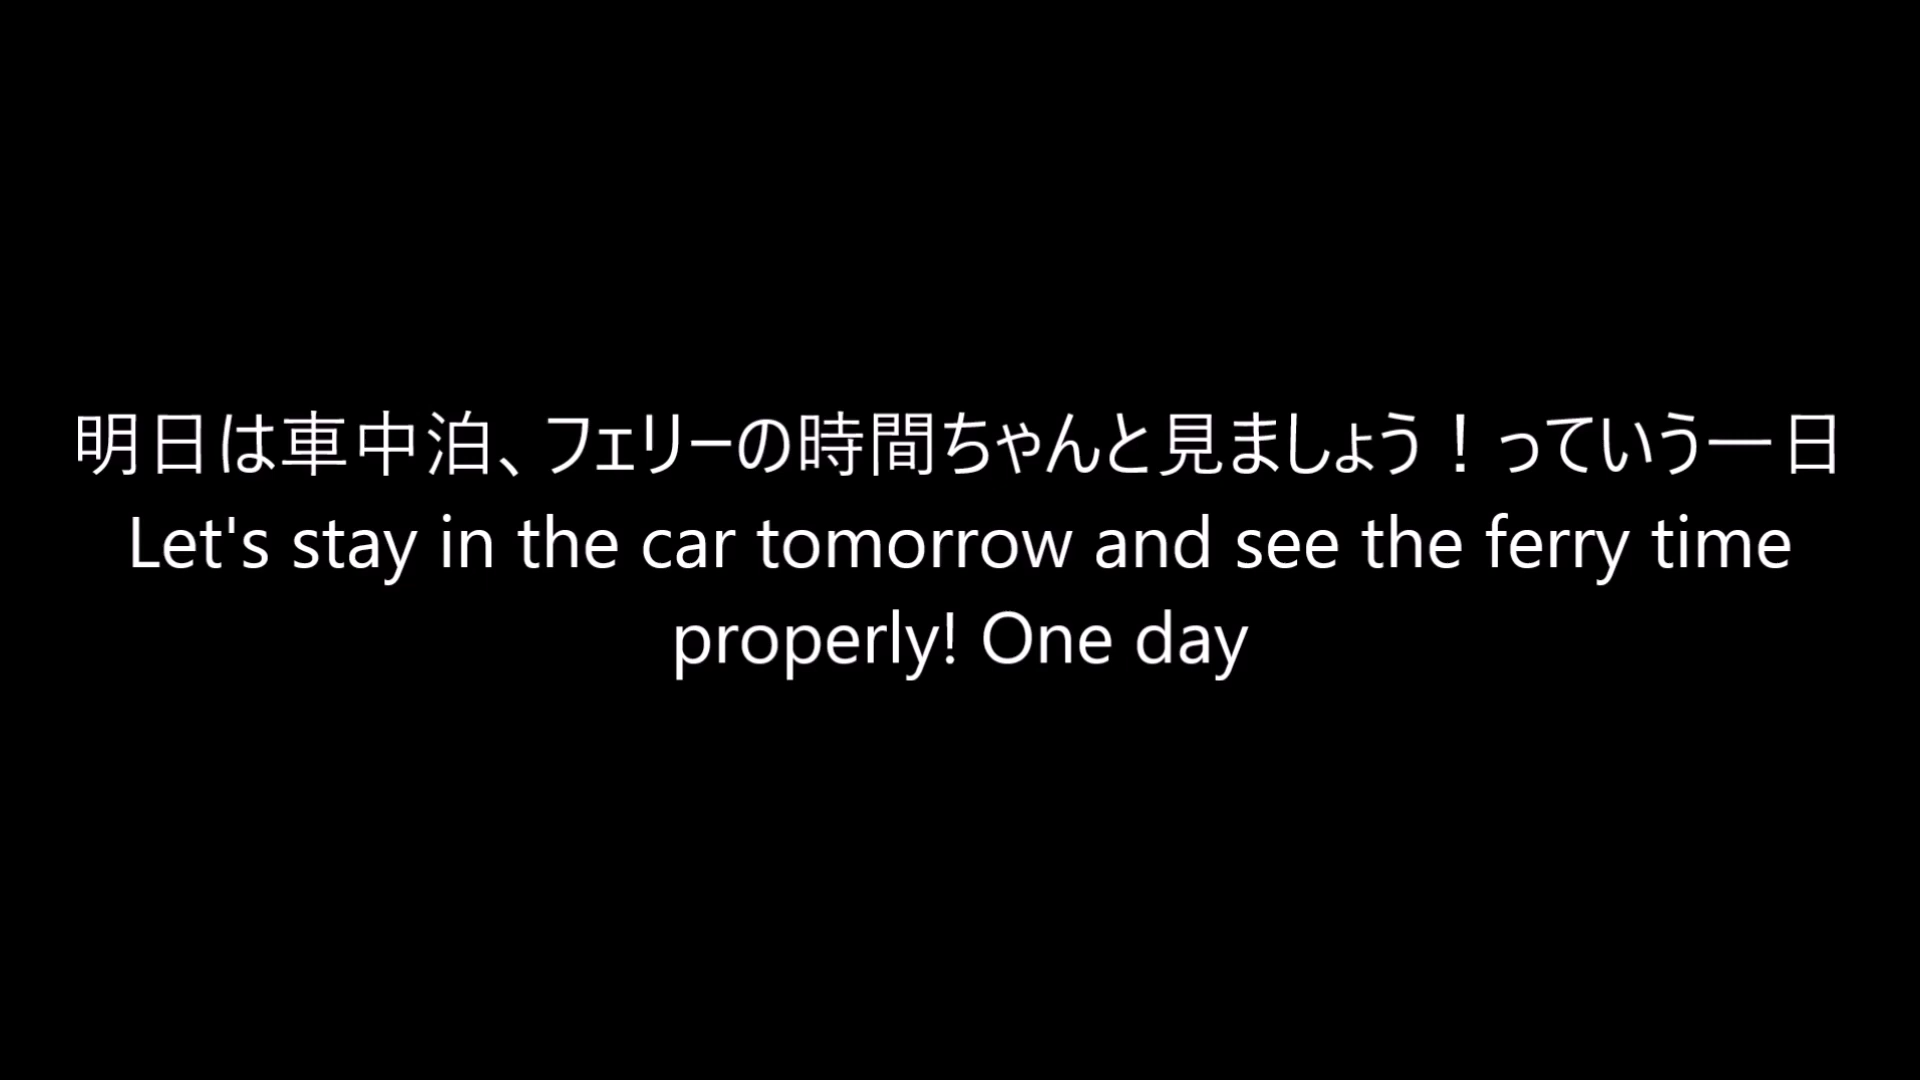 明日は車中泊、フェリーの時間ちゃんと見ましょう！っていう一日
Let's stay in the car tomorrow and see the ferry time
properly! One day